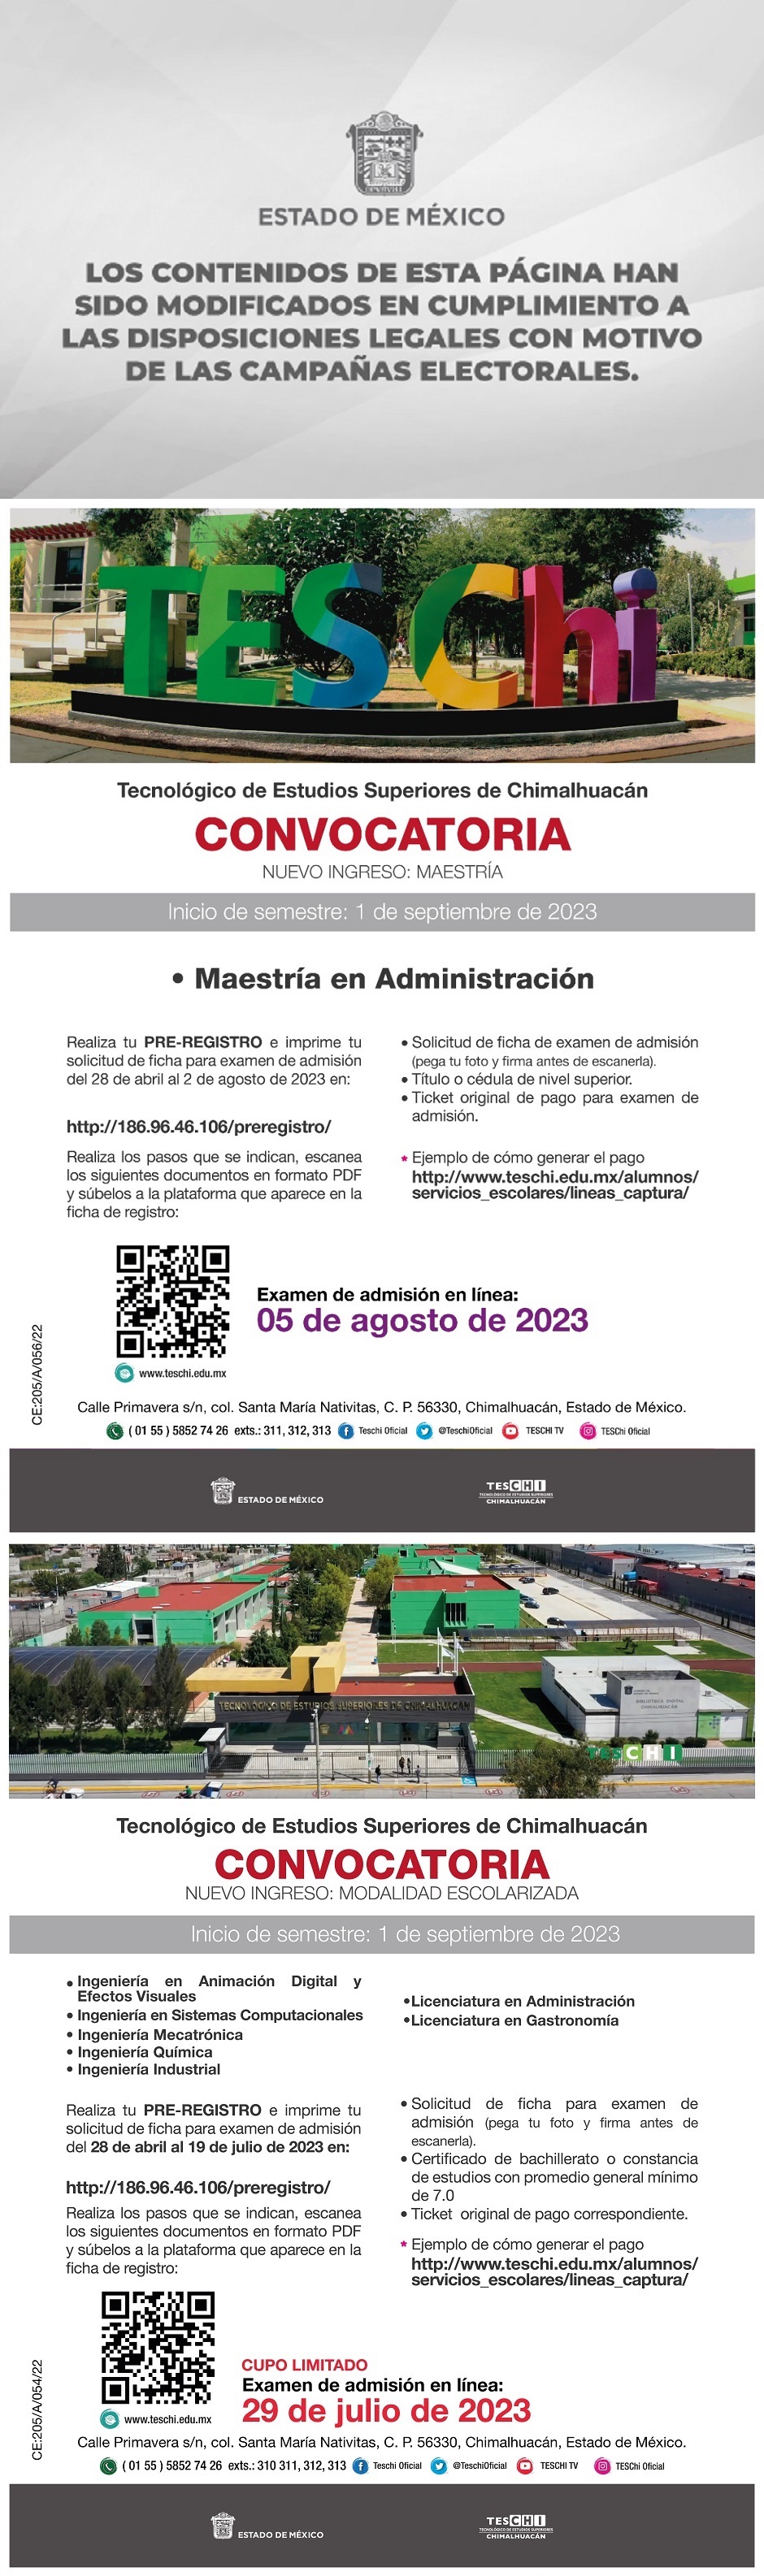 ESTADO DE MÉXICO
LOS CONTENIDOS DE ESTA PÁGINA HAN
SIDO MODIFICADOS EN CUMPLIMIENTO A
LAS DISPOSICIONES LEGALES CON MOTIVO
DE LAS CAMPAÑAS ELECTORALES.
TESChi
Tecnológico de Estudios Superiores de Chimalhuacán
CONVOCATORIA
NUEVO INGRESO: MAESTRÍA
Inicio de semestre: 1 de septiembre de 2023
• Maestría en Administración
Realiza tu PRE-REGISTRO e imprime tu
solicitud de ficha para examen de admisión
del 28 de abril al 2 de agosto de 2023 en:
http://186.96.46.106/preregistro/
Realiza los pasos que se indican, escanea
los siguientes documentos en formato PDF
y súbelos a la plataforma que aparece en la
ficha de registro:
• Solicitud de ficha de examen de admisión
(pega tu foto y firma antes de escanerla).
• Título o cédula de nivel superior.
• Ticket original de pago para examen de
admisión.
* Ejemplo de cómo generar el pago
http://www.teschi.edu.mx/alumnos/
servicios_escolares/lineas_captura/
Examen de admisión en línea:
05 de agosto de 2023
www.teschi.edu.mx
CE:205/A/056/22
Calle Primavera s/n, col. Santa María Nativitas, C. P. 56330, Chimalhuacán, Estado de México.
( 01 55 ) 5852 74 26 exts.: 311, 312, 313 Teschi Oficial @TeschiOficial TESCHI TV TESChi Oficial
ESTADO DE MÉXICO
TESCHI
TECNOLÓGICO DE ESTUDIOS SUPERIORES
CHIMALHUACÁN
TECNOLÓGICO DE ESTUDIOS SUPERIORES DE CHIMALHUACÁN
BIBLIOTECA DIGITAL
CHIMALHUACÁN
TESCHI
Tecnológico de Estudios Superiores de Chimalhuacán
CONVOCATORIA
NUEVO INGRESO: MODALIDAD ESCOLARIZADA
Inicio de semestre: 1 de septiembre de 2023
• Ingeniería en Animación Digital y
Efectos Visuales
• Ingeniería en Sistemas Computacionales
• Ingeniería Mecatrónica
• Ingeniería Química
• Ingeniería Industrial
•Licenciatura en Administración
•Licenciatura en Gastronomía
Realiza tu PRE-REGISTRO e imprime tu
solicitud de ficha para examen de admisión
del 28 de abril al 19 de julio de 2023 en:
http://186.96.46.106/preregistro/
Realiza los pasos que se indican, escanea
los siguientes documentos en formato PDF
y súbelos a la plataforma que aparece en la
ficha de registro:
• Solicitud de ficha para examen de
admisión (pega tu foto y firma antes de
escanerla).
• Certificado de bachillerato o constancia
de estudios con promedio general mínimo
de 7.0
• Ticket original de pago correspondiente.
* Ejemplo de cómo generar el pago
http://www.teschi.edu.mx/alumnos/
servicios_escolares/lineas_captura/
CUPO LIMITADO
Examen de admisión en línea:
29 de julio de 2023
www.teschi.edu.mx
CE:205/A/054/22
Calle Primavera s/n, col. Santa María Nativitas, C. P. 56330, Chimalhuacán, Estado de México.
( 01 55 ) 5852 74 26 exts.: 310 311, 312, 313 Teschi Oficial @TeschiOficial TESCHI TV TESChi Oficial
ESTADO DE MÉXICO
TESCHI
TECNOLÓGICO DE ESTUDIOS SUPERIORES
CHIMALHUACÁN